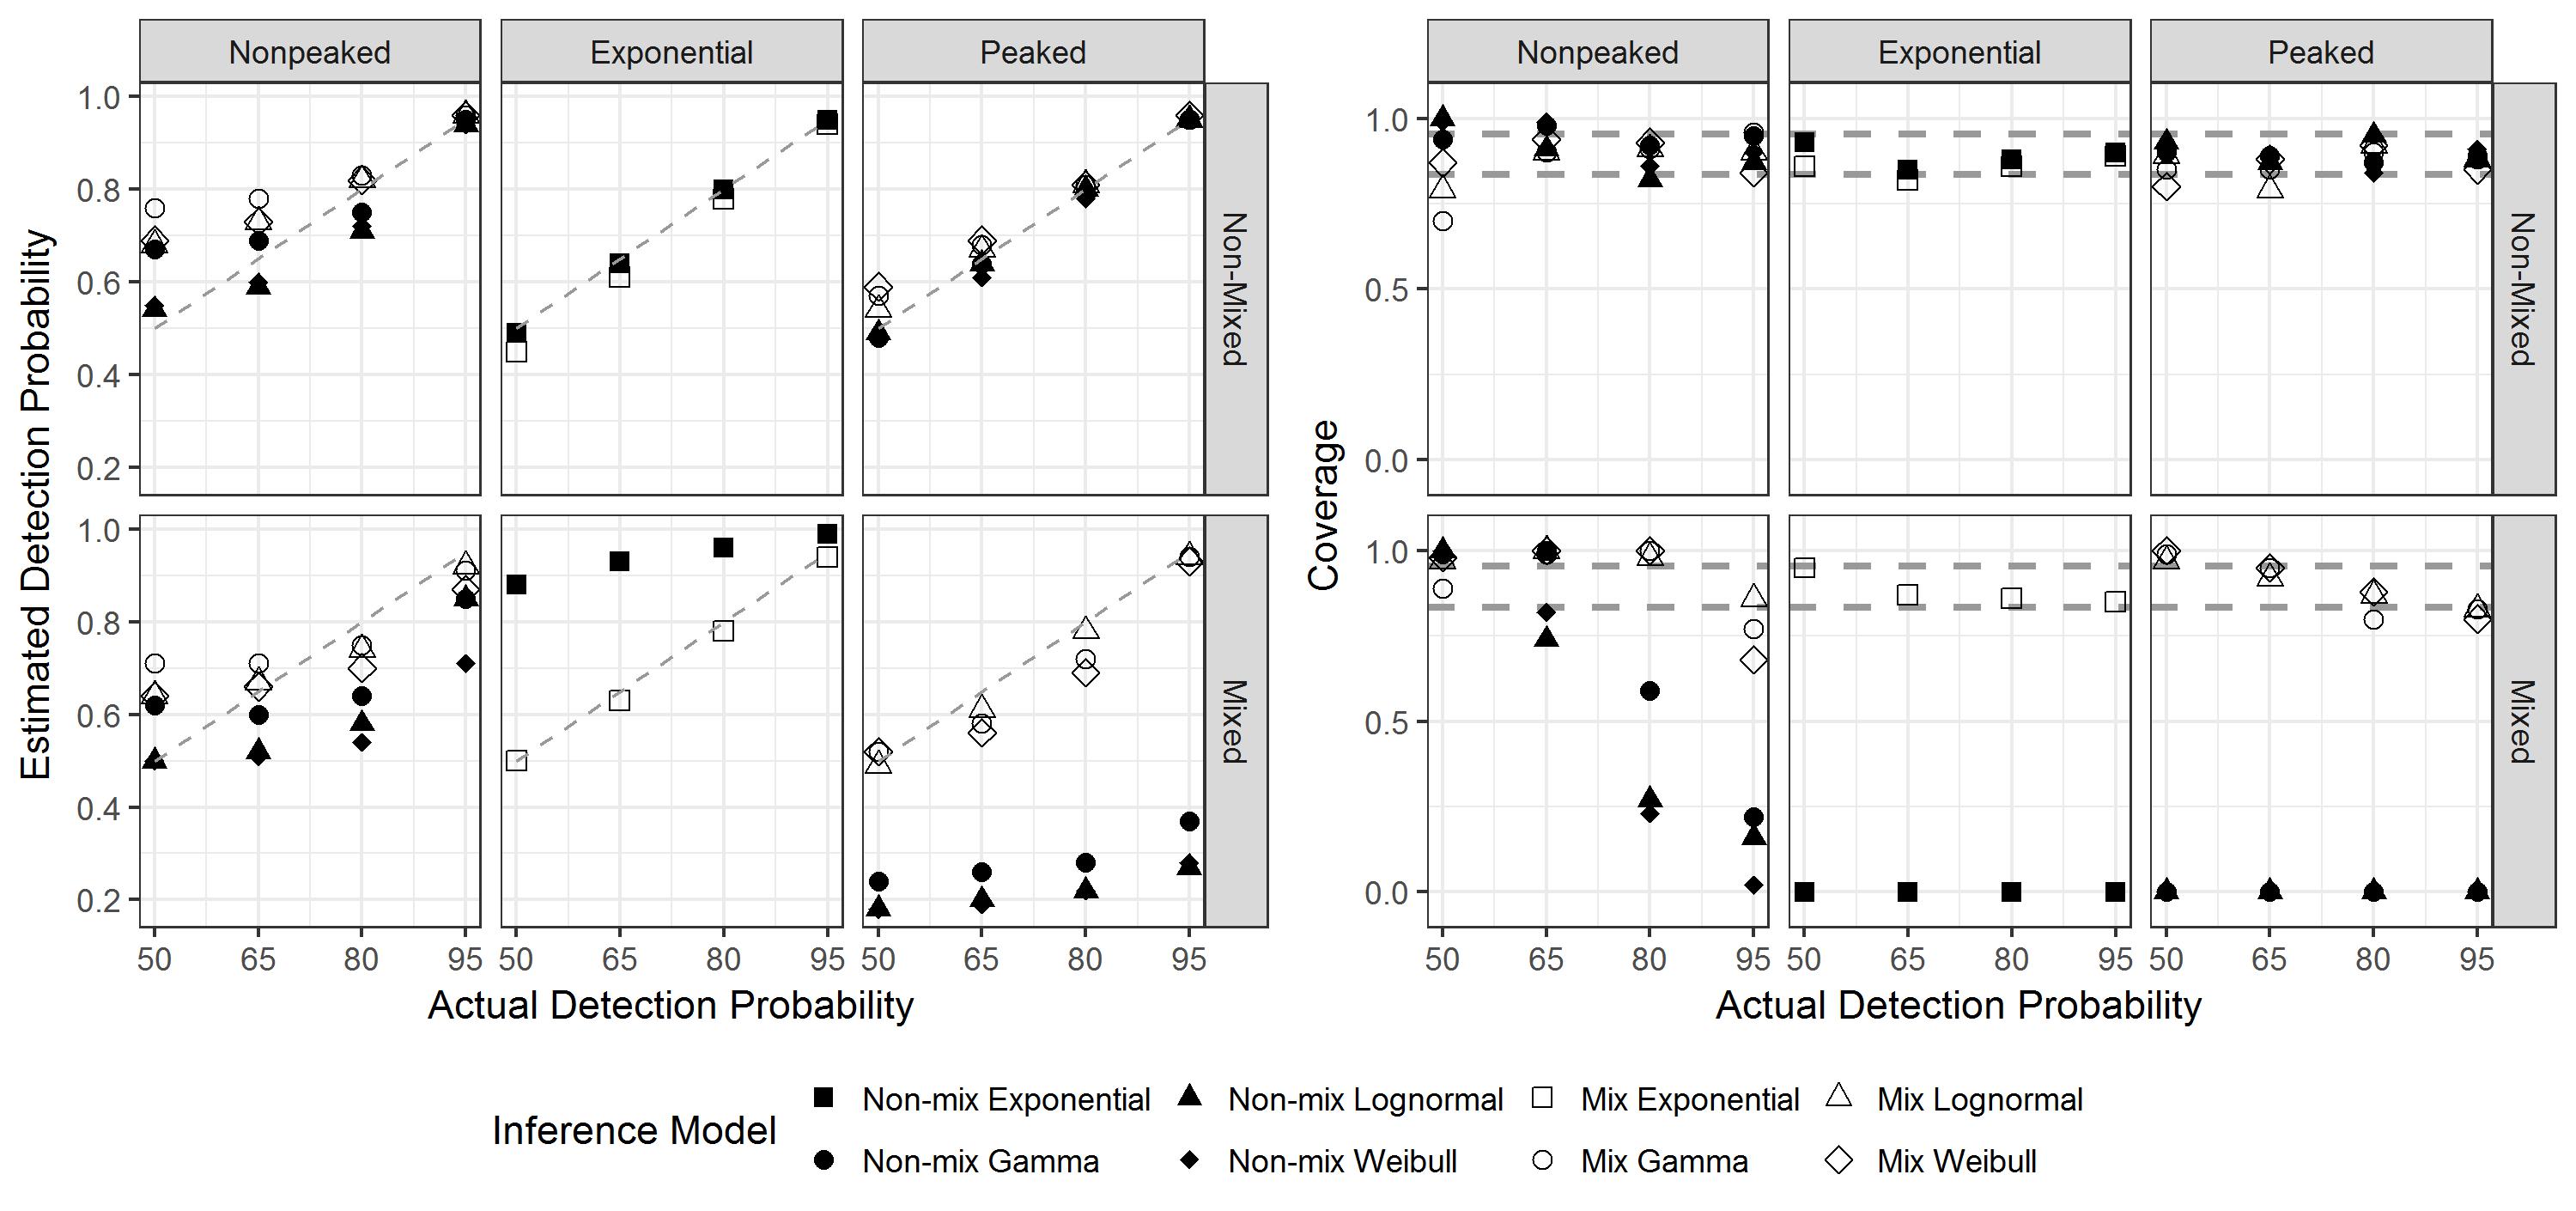 Nonpeaked Exponential Peaked
Estimated Detection Probability
1.0
0.8
0.6
0.4
0.2
Non-Mixed
1.0
0.8
0.6
0.4
0.2
Mixed
50 65 80 95 50 65 80 95 50 65 80 95
Actual Detection Probability
Nonpeaked Exponential Peaked
Coverage
1.0
0.5
0.0
Non-Mixed
1.0
0.5
0.0
Mixed
50 65 80 95 50 65 80 95 50 65 80 95
Actual Detection Probability
Inference Model
Non-mix Exponential Non-mix Lognormal Mix Exponential Mix Lognormal
Non-mix Gamma Non-mix Weibull Mix Gamma Mix Weibull